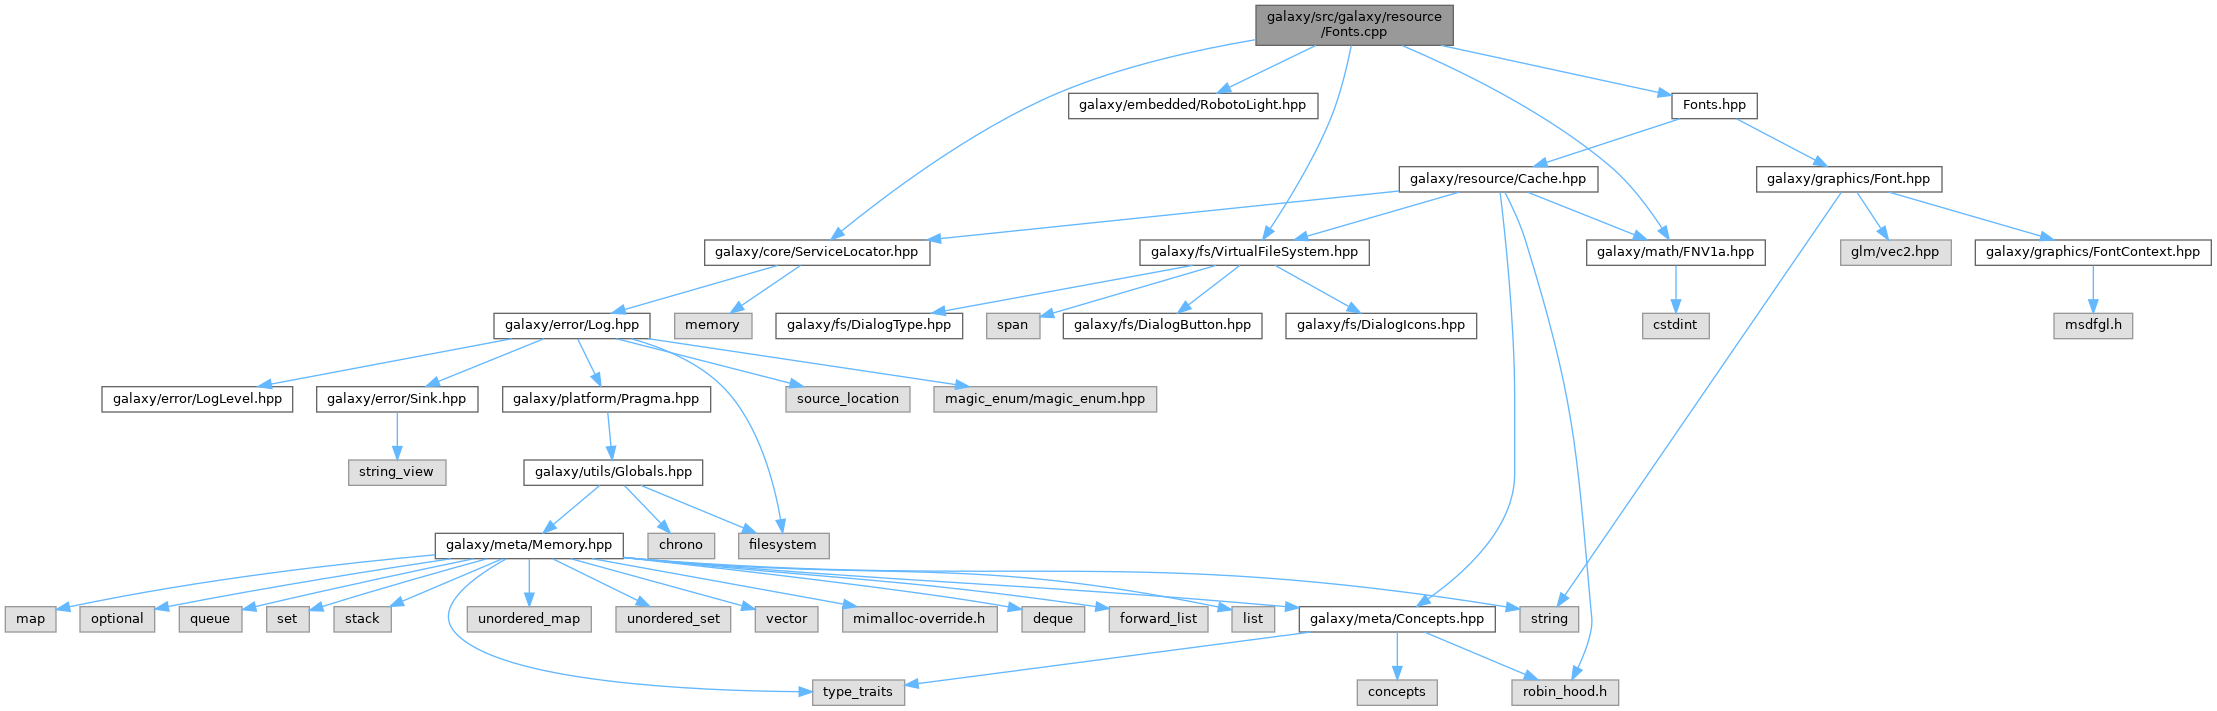 galaxy/src/galaxy/resource
/Fonts.cpp
galaxy/embedded/RobotoLight.hpp
Fonts.hpp
galaxy/resource/Cache.hpp
galaxy/graphics/Font.hpp
galaxy/core/ServiceLocator.hpp
galaxy/fs/VirtualFileSystem.hpp
galaxy/math/FNV1a.hpp
glm/vec2.hpp
galaxy/graphics/FontContext.hpp
galaxy/error/Log.hpp
memory
galaxy/fs/DialogType.hpp
span
galaxy/fs/DialogButton.hpp
galaxy/fs/DialogIcons.hpp
cstdint
msdfgl.h
galaxy/error/LogLevel.hpp
galaxy/error/Sink.hpp
galaxy/platform/Pragma.hpp
source_location
magic_enum/magic_enum.hpp
string_view
galaxy/utils/Globals.hpp
galaxy/meta/Memory.hpp
chrono
filesystem
map
optional
queue
set
stack
unordered_map
unordered_set
vector
mimalloc-override.h
deque
forward_list
list
galaxy/meta/Concepts.hpp
string
type_traits
concepts
robin_hood.h